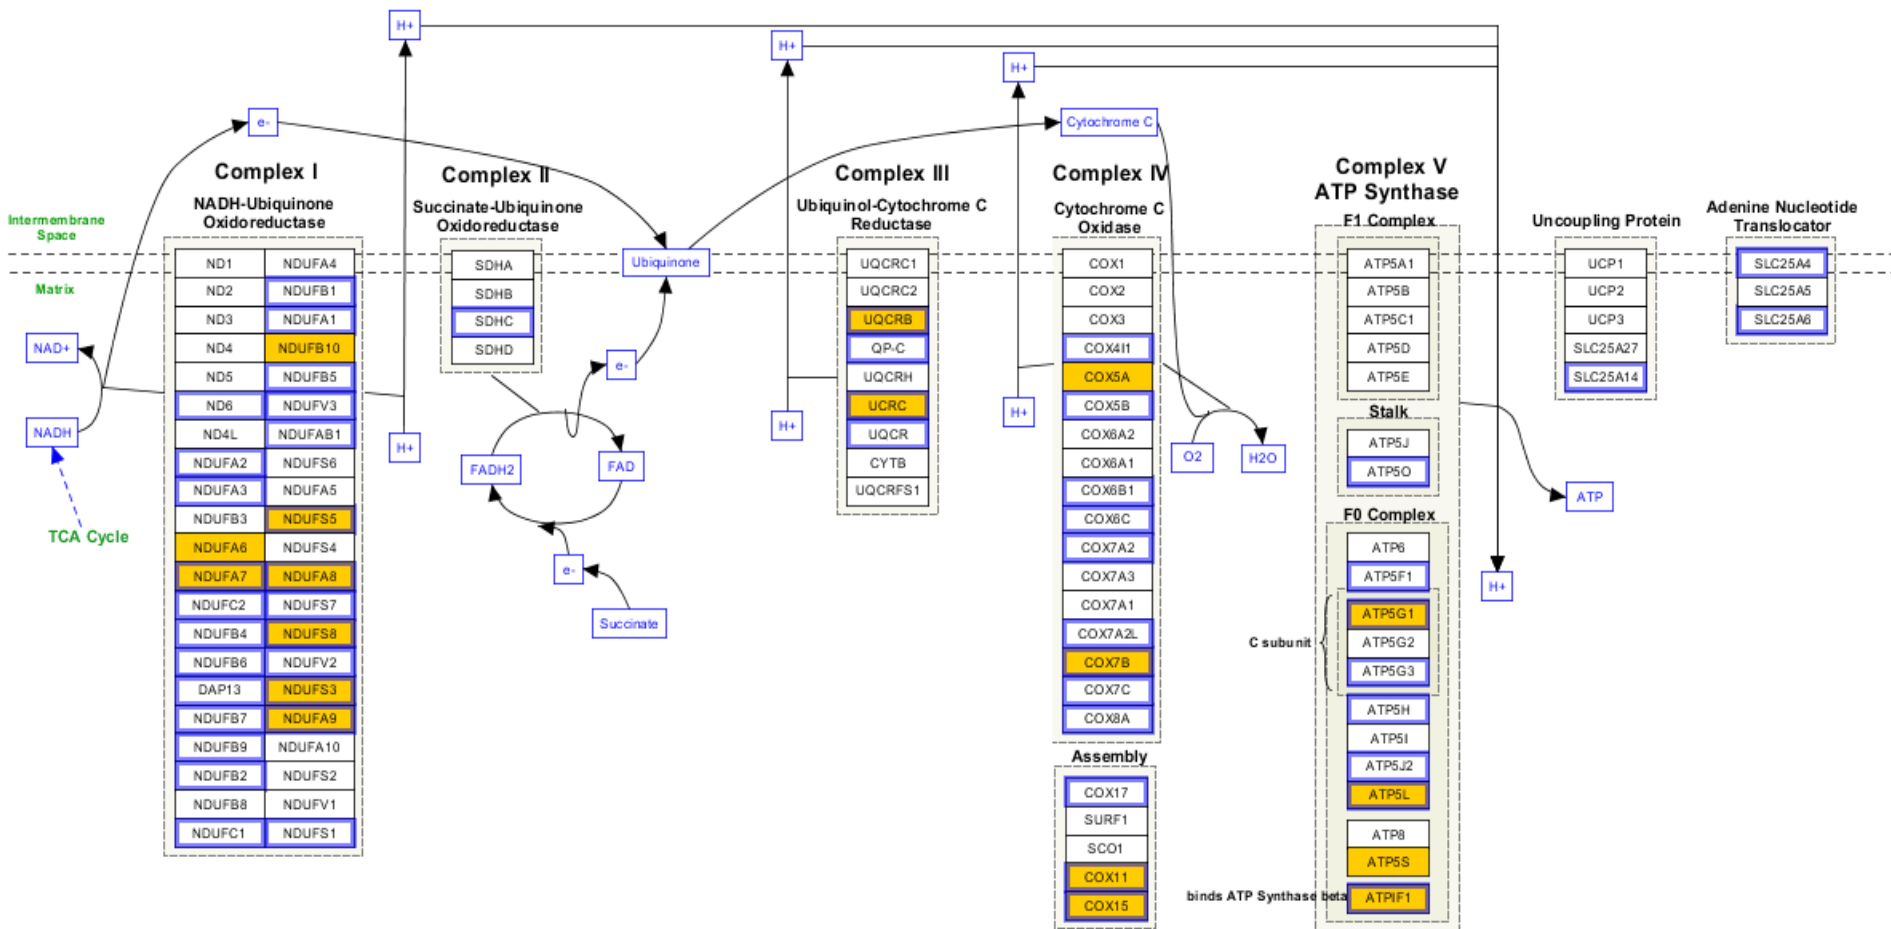 H+
H+
H+
e-
Cytochrome C
Complex I
NADH-Ubiquinone
Oxidoreductase
Complex II
Succinate-Ubiquinone
Oxidoreductase
Complex III
Ubiquinol-Cytochrome C
Reductase
Complex IV
Cytochrome C
Oxidase
Complex V
ATP Synthase
F1 Complex
Uncoupling Protein
Adenine Nucleotide
Translocator
Intermembrane
Space
Matrix
Ubiquinone
NAD+
NADH
TCA Cycle
ND1
ND2
ND3
ND4
ND5
ND6
ND4L
NDUFA2
NDUFA3
NDUFB3
NDUFA6
NDUFA7
NDUFC2
NDUFB4
NDUFB6
DAP13
NDUFB7
NDUFB9
NDUFB2
NDUFB8
NDUFC1
NDUFA4
NDUFB1
NDUFA1
NDUFB10
NDUFB5
NDUFV3
NDUFAB1
NDUFS6
NDUFA5
NDUFS5
NDUFS4
NDUFA8
NDUFS7
NDUFS8
NDUFV2
NDUFS3
NDUFA9
NDUFA10
NDUFS2
NDUFV1
NDUFS1
H+
SDHA
SDHB
SDHC
SDHD
e-
FADH2
FAD
e-
Succinate
H+
UQCRC1
UQCRC2
UQCRB
QP-C
UQCRH
UCRC
UQCR
CYTB
UQCRFS1
H+
COX1
COX2
COX3
COX4I1
COX5A
COX5B
COX6A2
COX6A1
COX6B1
COX6C
COX7A2
COX7A3
COX7A1
COX7A2L
COX7B
COX7C
COX8A
Assembly
COX17
SURF1
SCO1
COX11
COX15
O2
H2O
ATP5A1
ATP5B
ATP5C1
ATP5D
ATP5E
Stalk
ATP5J
ATP5O
F0 Complex
ATP6
ATP5F1
C subunit
ATP5G1
ATP5G2
ATP5G3
ATP5H
ATP5I
ATP5J2
ATP5L
ATP8
ATP5S
binds ATP Synthase beta
ATPIF1
H+
ATP
UCP1
UCP2
UCP3
SLC25A27
SLC25A14
SLC25A4
SLC25A5
SLC25A6